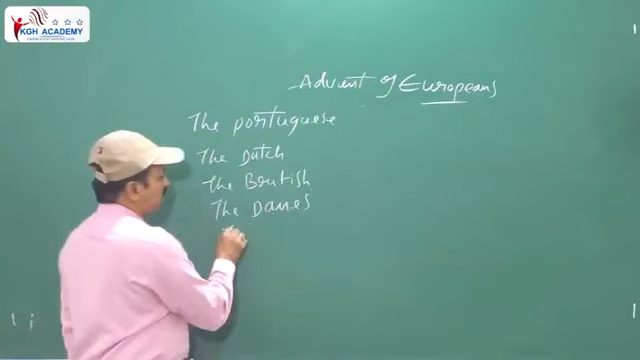 KGH ACADEMY
Advent of Europeans
The portuguese
The Dutch
The British
The Danes